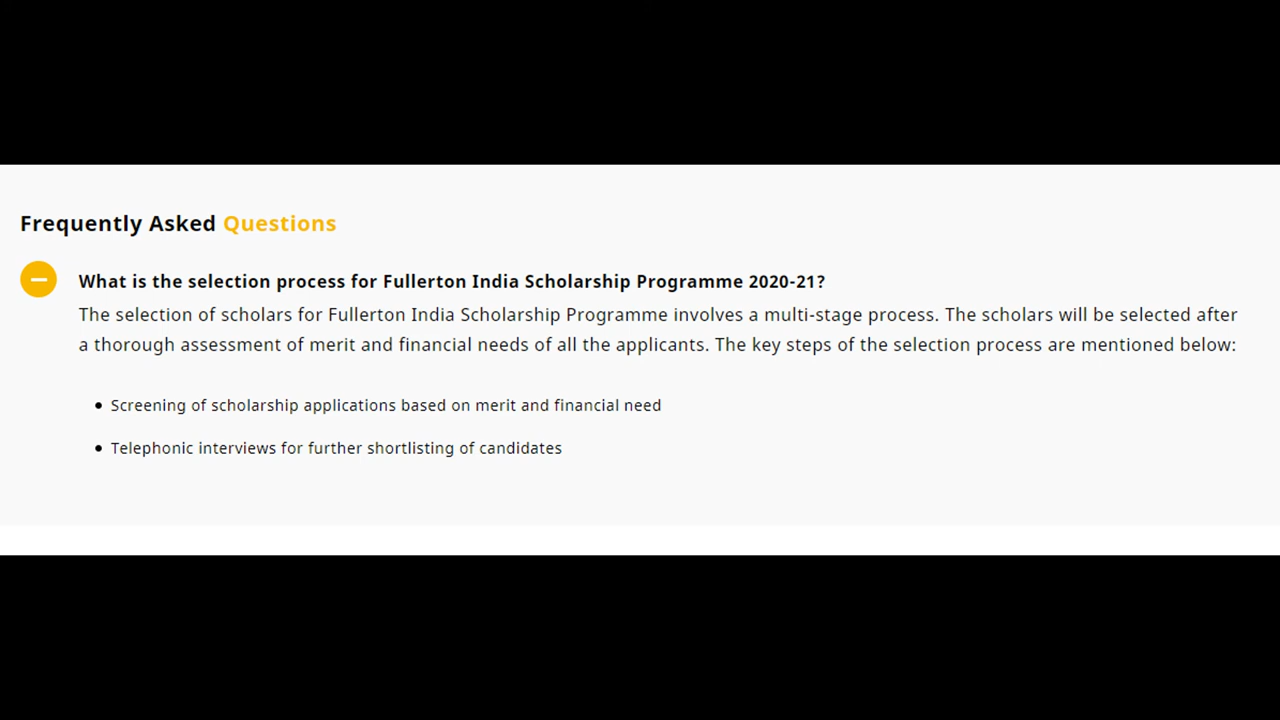 Frequently Asked Questions
What is the selection process for Fullerton India Scholarship Programme 2020-21?
The selection of scholars for Fullerton India Scholarship Programme involves a multi-stage process. The scholars will be selected after
a thorough assessment of merit and financial needs of all the applicants. The key steps of the selection process are mentioned below:
• Screening of scholarship applications based on merit and financial need
• Telephonic interviews for further shortlisting of candidates